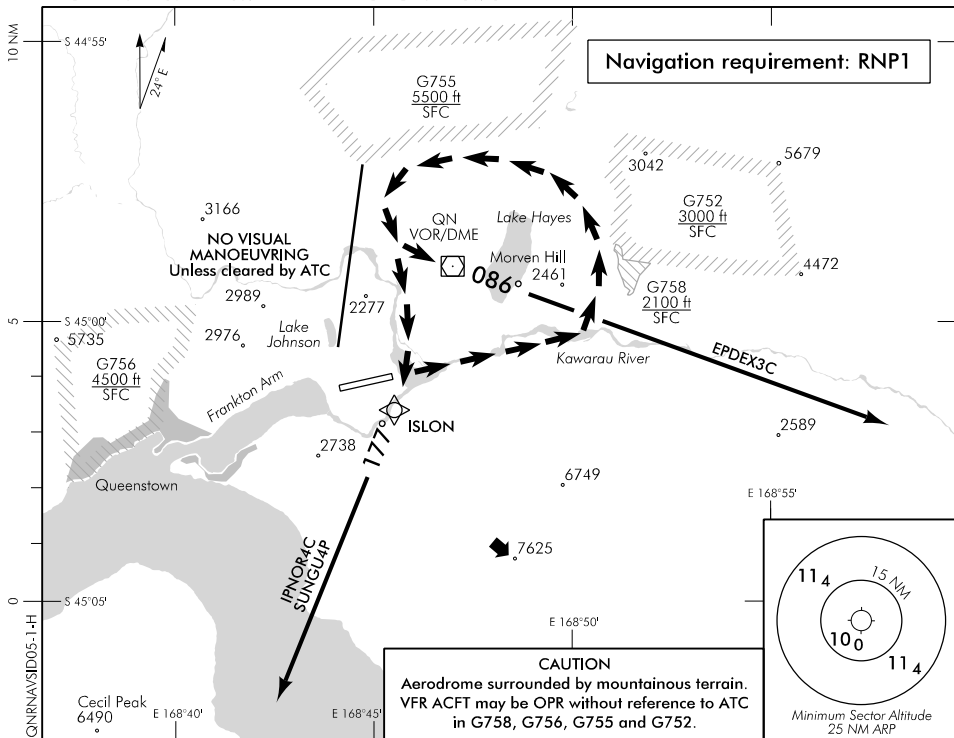 10 NM
S 44°55'
24° E
Navigation requirement: RNP1
G755
5500 ft
SFC
3042
5679
G752
3000 ft
SFC
3166
QN
VOR/DME
Lake Hayes
NO VISUAL
MANOEUVRING
Unless cleared by ATC
Morven Hill
2461
086
4472
2989
2277
G758
2100 ft
SFC
5
S 45°00'
5735
2976
Lake
Johnson
Kawarau River
EPDEX3C
G756
4500 ft
SFC
Frankton Arm
ISLON
177
2738
2589
Queenstown
6749
E 168°55'
7625
IPNOR4C
SUNGU4P
15 NM
11 4
10 0
11 4
0
S 45°05'
E 168°50'
QNRNAVSID05-1-H
CAUTION
Aerodrome surrounded by mountainous terrain.
VFR ACFT may be OPR without reference to ATC
in G758, G756, G755 and G752.
Cecil Peak
6490
E 168°40'
E 168°45'
Minimum Sector Altitude
25 NM ARP